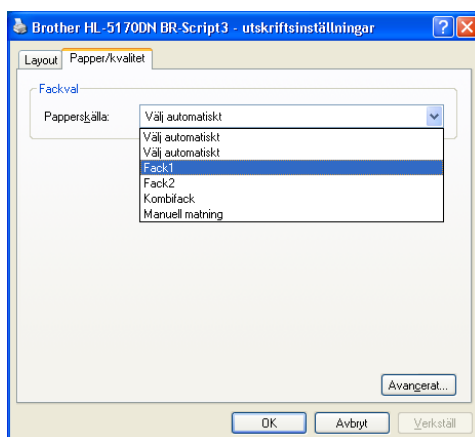 Brother HL-5170DN BR-Script3 - utskriftsinställningar
Layout Papper/kvalitet
Fackval
Papperskälla: Välj automatiskt
Välj automatiskt
Välj automatiskt
Fack1
Fack2
Kombifack
Manuell matning
Avancerat...
OK Avbryt Verkställ